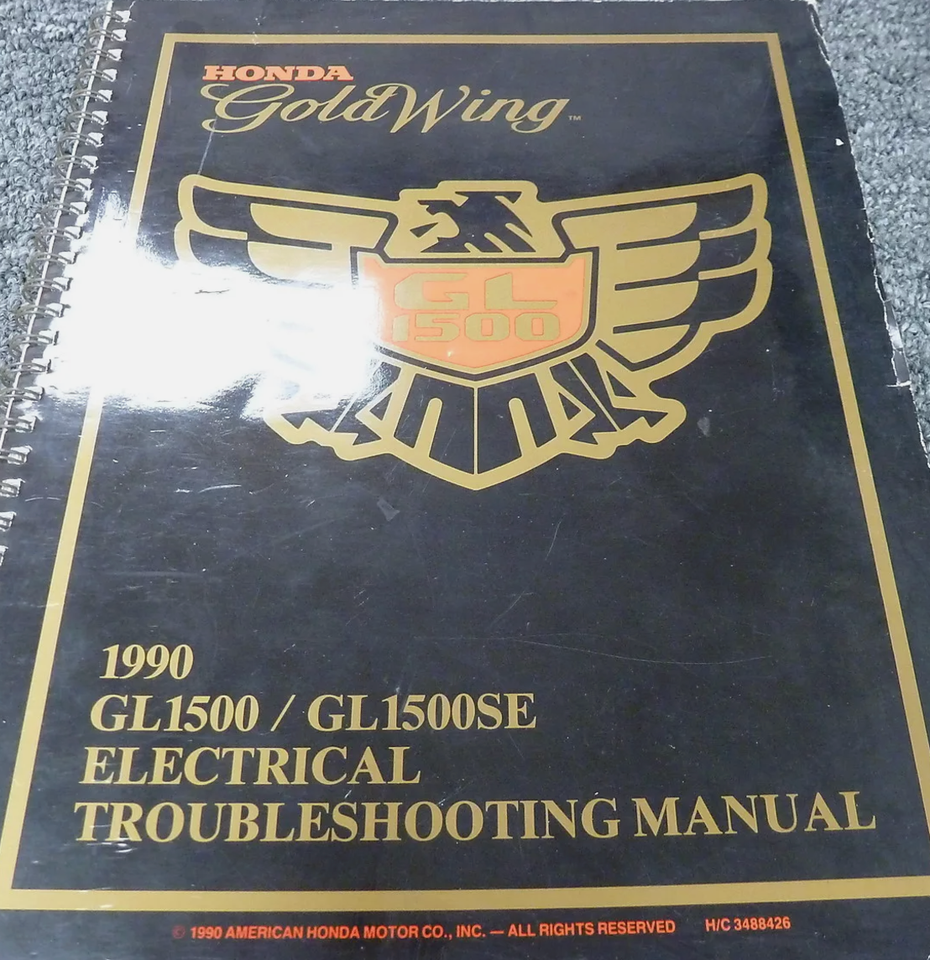 HONDA
GoldWing™
GL
1500
1990
GL1500 / GL1500SE
ELECTRICAL
TROUBLESHOOTING MANUAL
© 1990 AMERICAN HONDA MOTOR CO., INC. — ALL RIGHTS RESERVED H/C 3488426